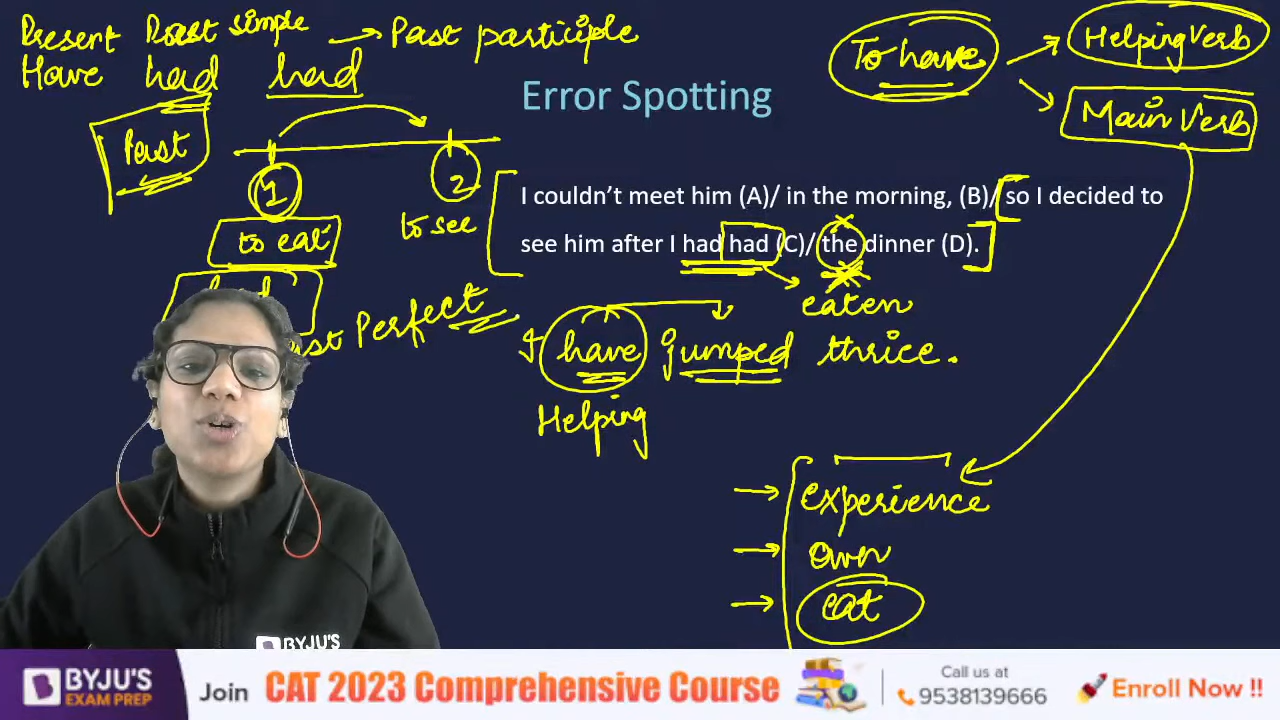 Present Past simple → Past participle
Have had had
To have
Helping Verb
Main Verb
Error Spotting
Past
1
2
to eat
to see
I couldn't meet him (A)/ in the morning, (B)/ so I decided to
see him after I had had (C)/ the dinner (D).
eaten
had
Perfect
I have jumped thrice.
Helping
experience
own
eat
BYJU'S
BYJU'S
EXAM PREP
Join CAT 2023 Comprehensive Course
Call us at
9538139666
Enroll Now !!